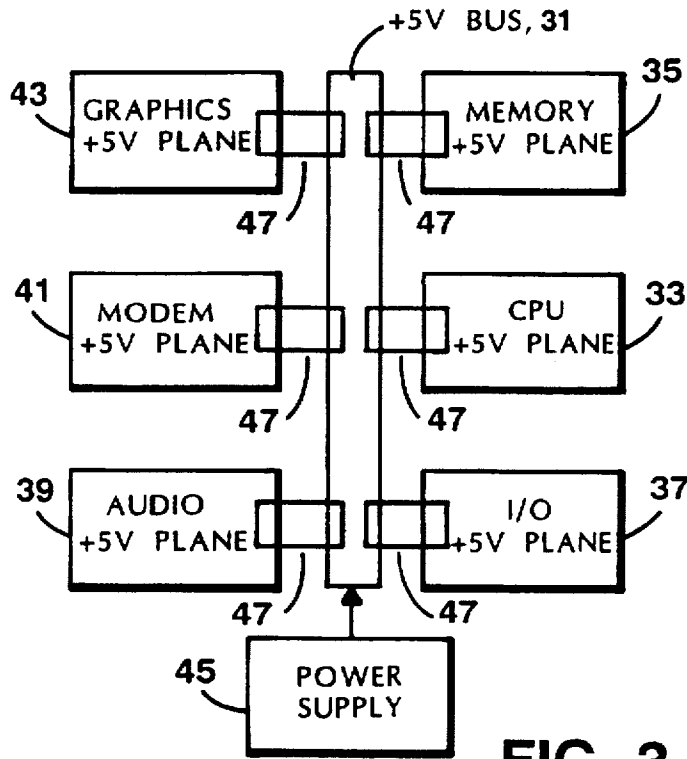 +5V BUS, 31
43
GRAPHICS
+5V PLANE
MEMORY
+5V PLANE
35
47
47
41
MODEM
+5V PLANE
CPU
+5V PLANE
33
47
47
39
AUDIO
+5V PLANE
I/O
+5V PLANE
37
47
47
45
POWER
SUPPLY